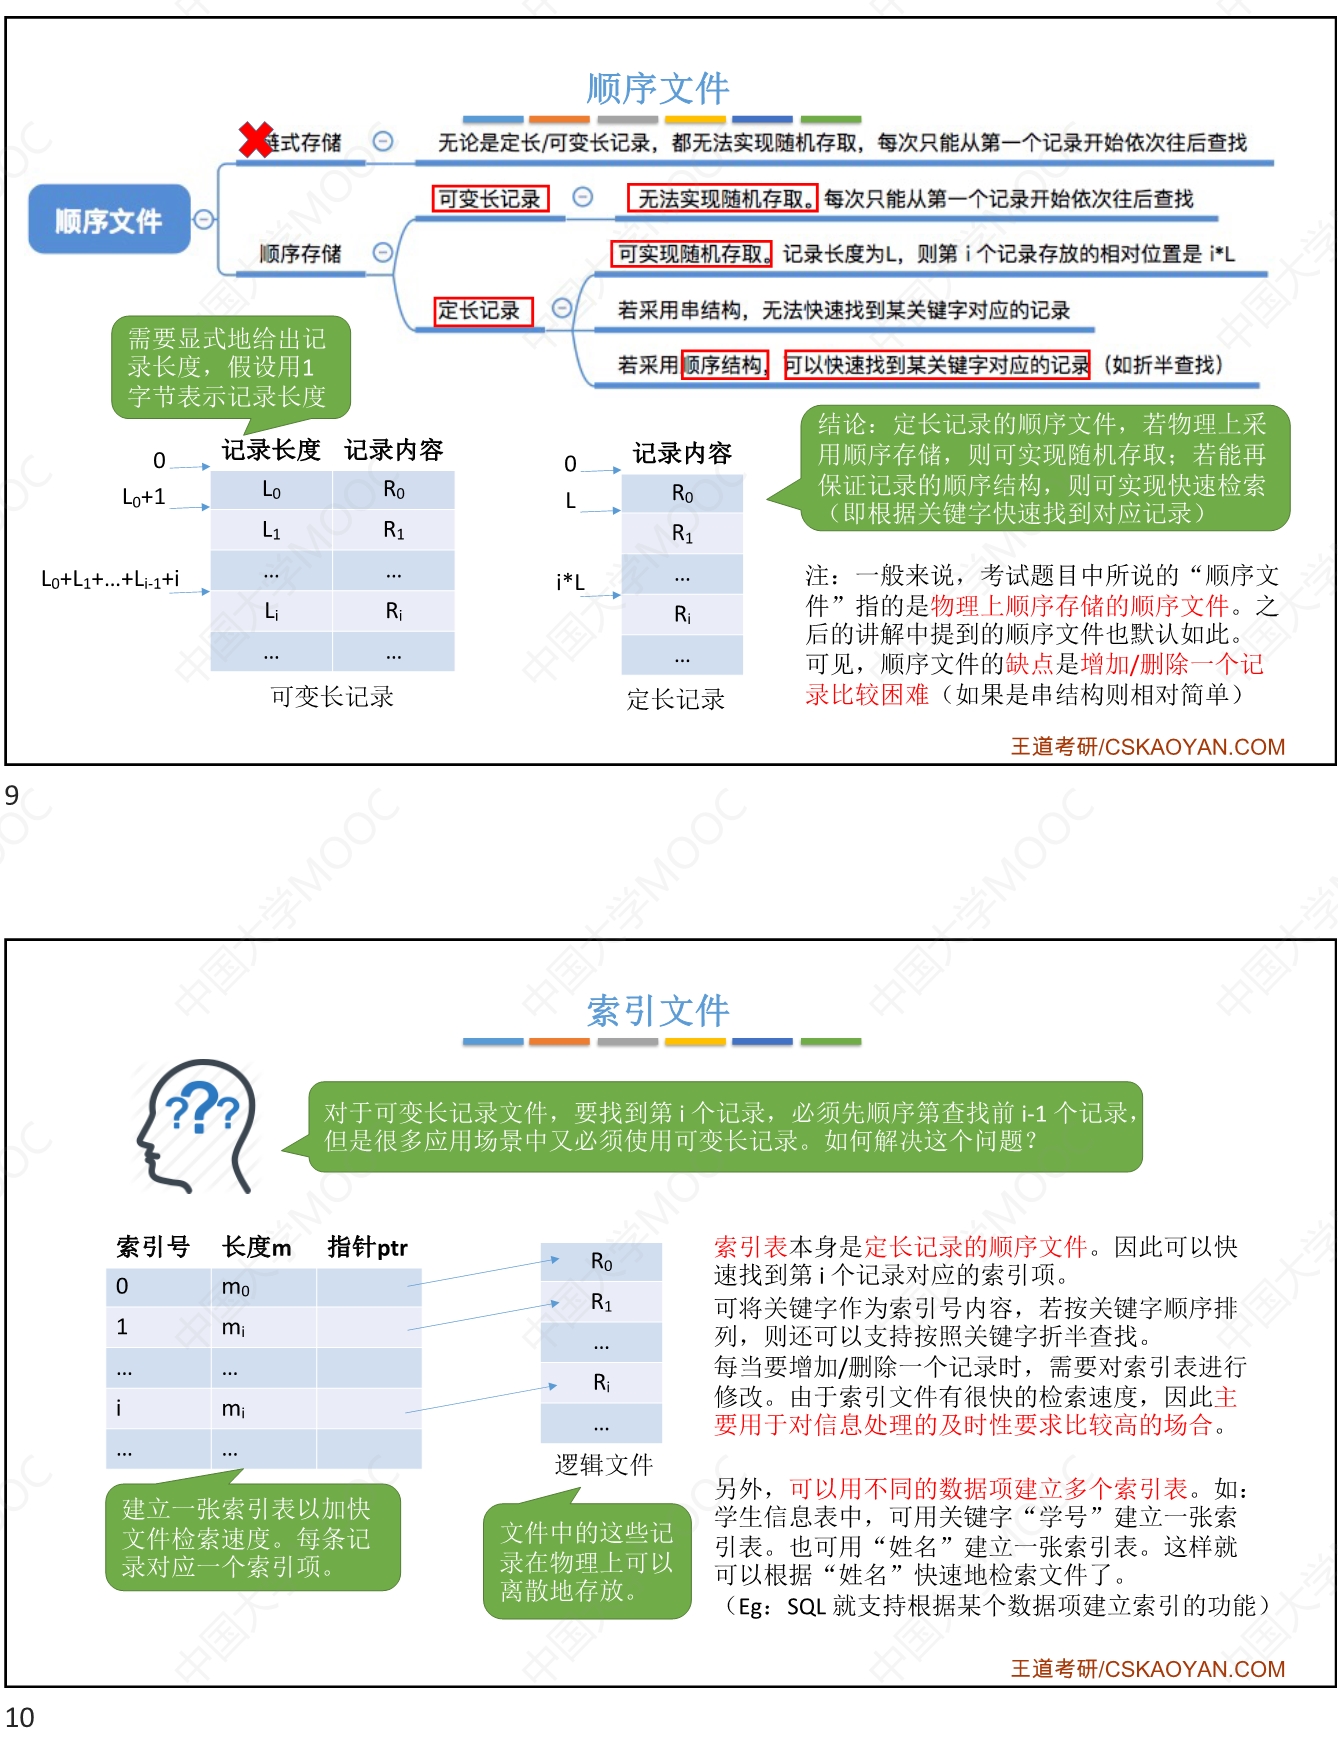 顺序文件
链式存储
无论是定长/可变长记录，都无法实现随机存取，每次只能从第一个记录开始依次往后查找
可变长记录
无法实现随机存取。每次只能从第一个记录开始依次往后查找
顺序文件
顺序存储
可实现随机存取。记录长度为L，则第 i 个记录存放的相对位置是 i*L
定长记录
若采用串结构，无法快速找到某关键字对应的记录
若采用顺序结构，可以快速找到某关键字对应的记录（如折半查找）
需要显式地给出记
录长度，假设用1
字节表示记录长度
记录长度 记录内容
0
L0+1
L0+L1+...+Li-1+i
L0 R0
L1 R1
... ...
Li Ri
... ...
可变长记录
记录内容
0
L
i*L
R0
R1
...
Ri
...
定长记录
结论：定长记录的顺序文件，若物理上采
用顺序存储，则可实现随机存取；若能再
保证记录的顺序结构，则可实现快速检索
（即根据关键字快速找到对应记录）
注：一般来说，考试题目中所说的“顺序文
件”指的是物理上顺序存储的顺序文件。之
后的讲解中提到的顺序文件也默认如此。
可见，顺序文件的缺点是增加/删除一个记
录比较困难（如果是串结构则相对简单）
王道考研/CSKAOYAN.COM
9
索引文件
???
对于可变长记录文件，要找到第 i 个记录，必须先顺序第查找前 i-1 个记录，
但是很多应用场景中又必须使用可变长记录。如何解决这个问题？
索引号 长度m 指针ptr
0 m0
1 mi
... ...
i mi
... ...
R0
R1
...
Ri
...
逻辑文件
建立一张索引表以加快
文件检索速度。每条记
录对应一个索引项。
文件中的这些记
录在物理上可以
离散地存放。
索引表本身是定长记录的顺序文件。因此可以快
速找到第 i 个记录对应的索引项。
可将关键字作为索引号内容，若按关键字顺序排
列，则还可以支持按照关键字折半查找。
每当要增加/删除一个记录时，需要对索引表进行
修改。由于索引文件有很快的检索速度，因此主
要用于对信息处理的及时性要求比较高的场合。
另外，可以用不同的数据项建立多个索引表。如：
学生信息表中，可用关键字“学号”建立一张索
引表。也可用“姓名”建立一张索引表。这样就
可以根据“姓名”快速地检索文件了。
（Eg：SQL 就支持根据某个数据项建立索引的功能）
王道考研/CSKAOYAN.COM
10
中国大学MOOC